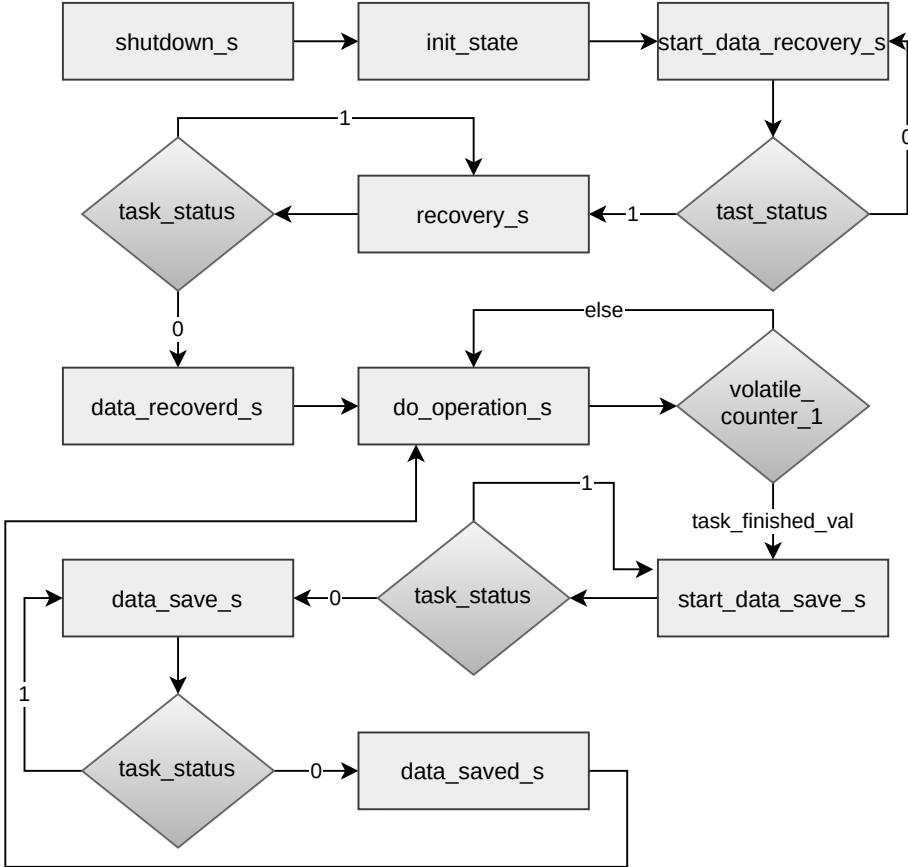 shutdown_s
init_state
start_data_recovery_s
1
0
task_status
recovery_s
1
tast_status
else
0
volatile_
counter_1
data_recoverd_s
do_operation_s
1
task_finished_val
data_save_s
0
task_status
start_data_save_s
1
task_status
0
data_saved_s